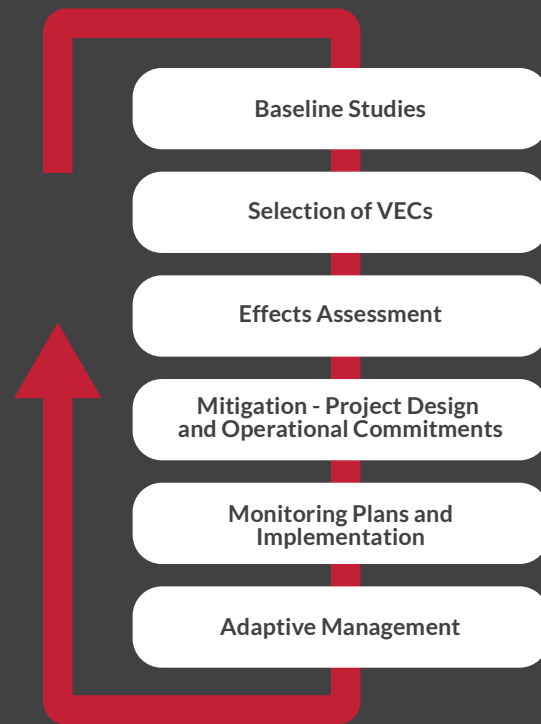 Baseline Studies
Selection of VECs
Effects Assessment
Mitigation - Project Design
and Operational Commitments
Monitoring Plans and
Implementation
Adaptive Management